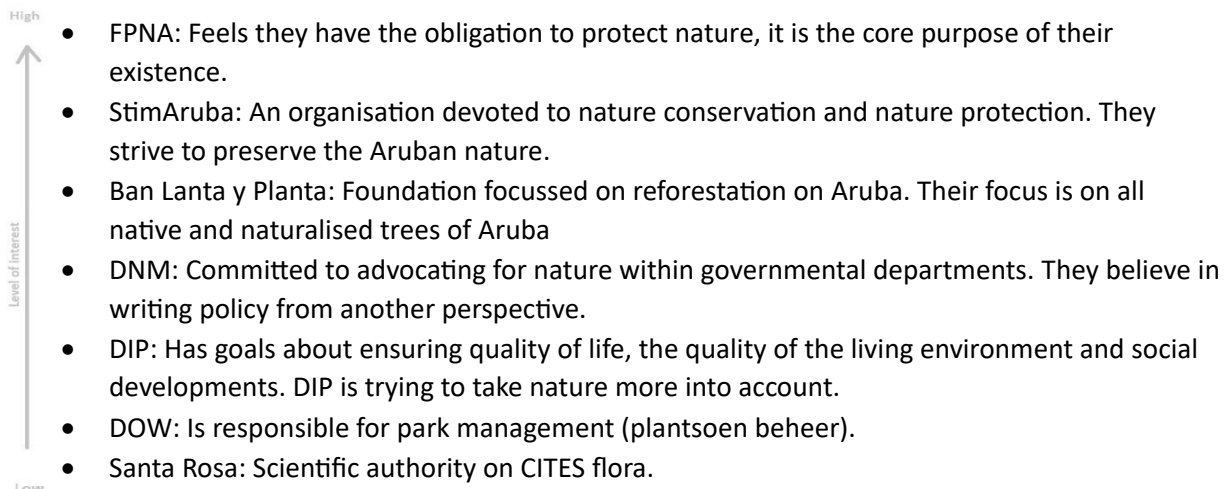 High
• FPNA: Feels they have the obligation to protect nature, it is the core purpose of their
existence.
• StimAruba: An organisation devoted to nature conservation and nature protection. They
strive to preserve the Aruban nature.
• Ban Lanta y Planta: Foundation focussed on reforestation on Aruba. Their focus is on all
native and naturalised trees of Aruba
Level of interest
• DNM: Committed to advocating for nature within governmental departments. They believe in
writing policy from another perspective.
• DIP: Has goals about ensuring quality of life, the quality of the living environment and social
developments. DIP is trying to take nature more into account.
• DOW: Is responsible for park management (plantsoen beheer).
• Santa Rosa: Scientific authority on CITES flora.
Low